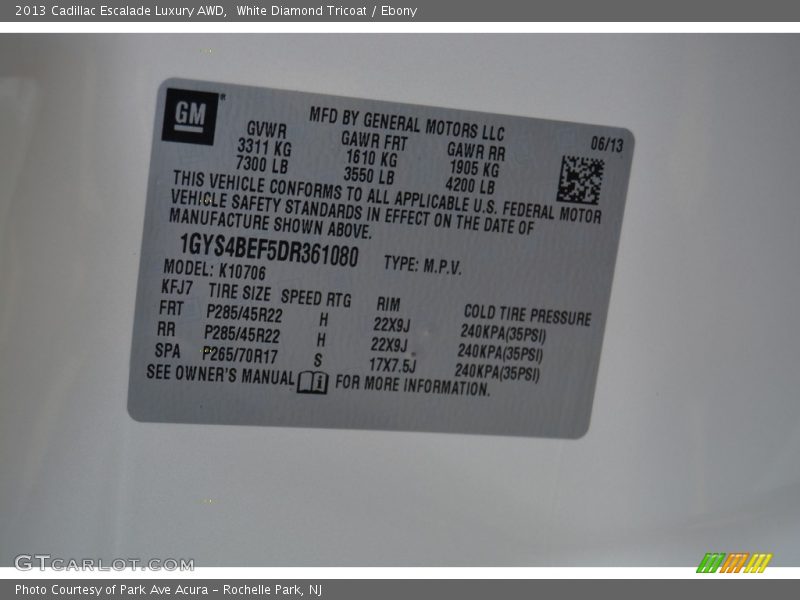 2013 Cadillac Escalade Luxury AWD,  White Diamond Tricoat / Ebony
GM
MFD BY GENERAL MOTORS LLC
06/13
GVWR GAWR FRT GAWR RR
3311 KG 1610 KG 1905 KG
7300 LB 3550 LB 4200 LB
THIS VEHICLE CONFORMS TO ALL APPLICABLE U.S. FEDERAL MOTOR
VEHICLE SAFETY STANDARDS IN EFFECT ON THE DATE OF
MANUFACTURE SHOWN ABOVE.
1GYS4BEF5DR361080 TYPE: M.P.V.
MODEL: K10706
KFJ7 TIRE SIZE SPEED RTG RIM COLD TIRE PRESSURE
FRT P285/45R22 H 22X9J 240KPA(35PSI)
RR P285/45R22 H 22X9J 240KPA(35PSI)
SPA P265/70R17 S 17X7.5J 240KPA(35PSI)
SEE OWNER'S MANUAL FOR MORE INFORMATION.
GTCARLOT.COM
Photo Courtesy of Park Ave Acura – Rochelle Park, NJ